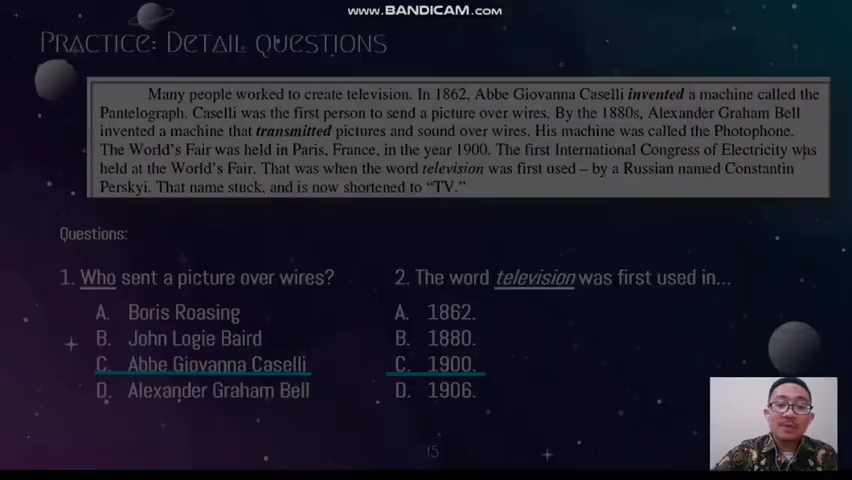 www.BANDICAM.com
Practice: Detail Questions
Many people worked to create television. In 1862, Abbe Giovanna Caselli invented a machine called the
Pantelograph. Caselli was the first person to send a picture over wires. By the 1880s, Alexander Graham Bell
invented a machine that transmitted pictures and sound over wires. His machine was called the Photophone.
The World's Fair was held in Paris, France, in the year 1900. The first International Congress of Electricity was
held at the World's Fair. That was when the word television was first used – by a Russian named Constantin
Perskyi. That name stuck, and is now shortened to "TV."
Questions:
1. Who sent a picture over wires?
A. Boris Roasing
B. John Logie Baird
C. Abbe Giovanna Caselli
D. Alexander Graham Bell
2. The word television was first used in...
A. 1862.
B. 1880.
C. 1900.
D. 1906.
15